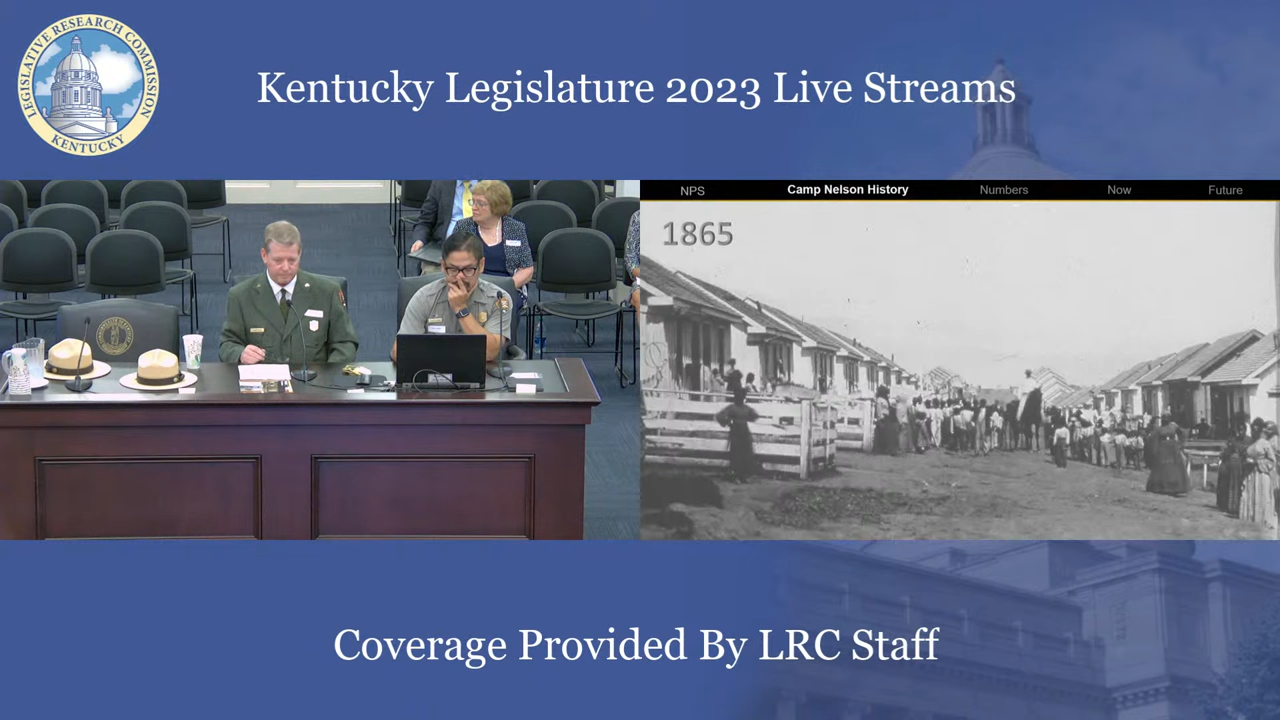 LEGISLATIVE RESEARCH COMMISSION
KENTUCKY
Kentucky Legislature 2023 Live Streams
NPS Camp Nelson History Numbers Now Future
1865
Coverage Provided By LRC Staff